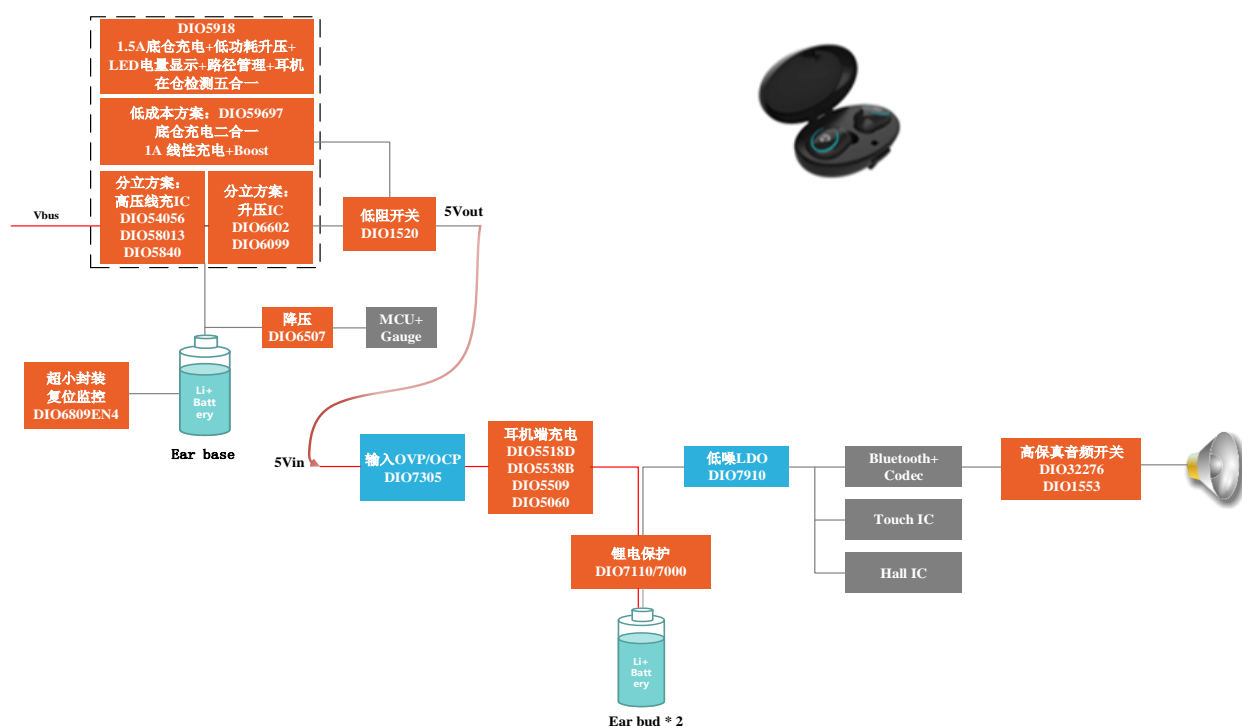 DIO5918
1.5A底仓充电+低功耗升压+
LED电量显示+路径管理+耳机
在仓检测五合一
低成本方案：DIO59697
底仓充电二合一
1A 线性充电+Boost
分立方案：
高压线充IC
DIO54056
DIO58013
DIO5840
分立方案：
升压IC
DIO6602
DIO6099
Vbus
低阻开关
DIO1520
5Vout
降压
DIO6507
MCU+
Gauge
超小封装
复位监控
DIO6809EN4
Li+
Batt
ery
Ear base
5Vin
输入OVP/OCP
DIO7305
耳机端充电
DIO5518D
DIO5538B
DIO5509
DIO5060
低噪LDO
DIO7910
Bluetooth+
Codec
高保真音频开关
DIO32276
DIO1553
Touch IC
Hall IC
锂电保护
DIO7110/7000
Li+
Batt
ery
Ear bud * 2